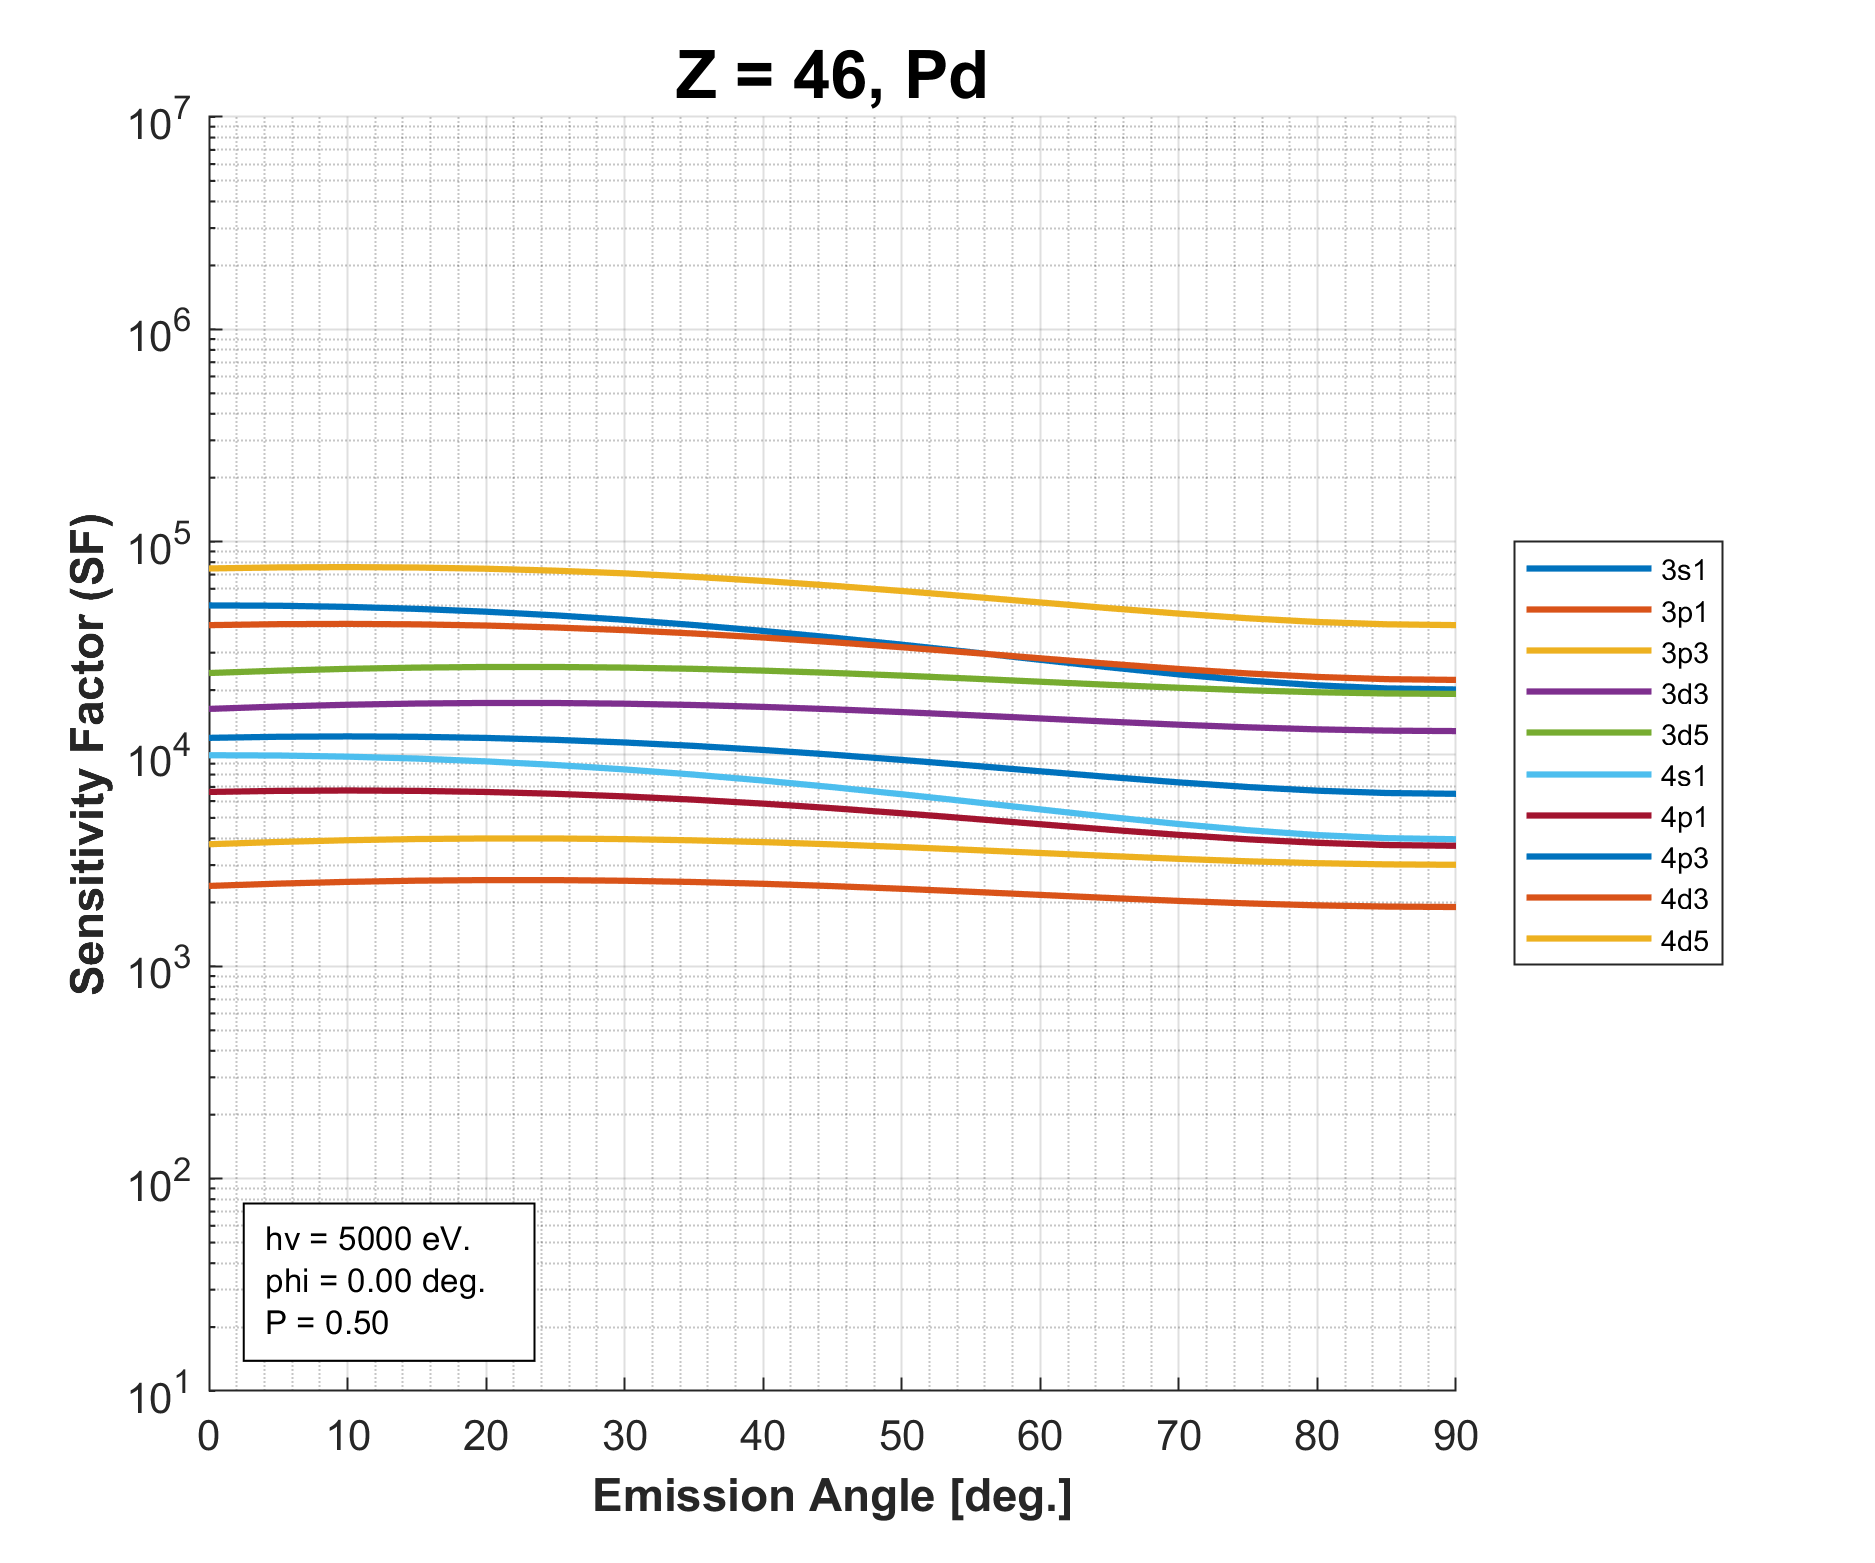 Z = 46, Pd
10^7
10^6
10^5
10^4
10^3
10^2
10^1
Sensitivity Factor (SF)
0 10 20 30 40 50 60 70 80 90
Emission Angle [deg.]
hv = 5000 eV.
phi = 0.00 deg.
P = 0.50
3s1
3p1
3p3
3d3
3d5
4s1
4p1
4p3
4d3
4d5